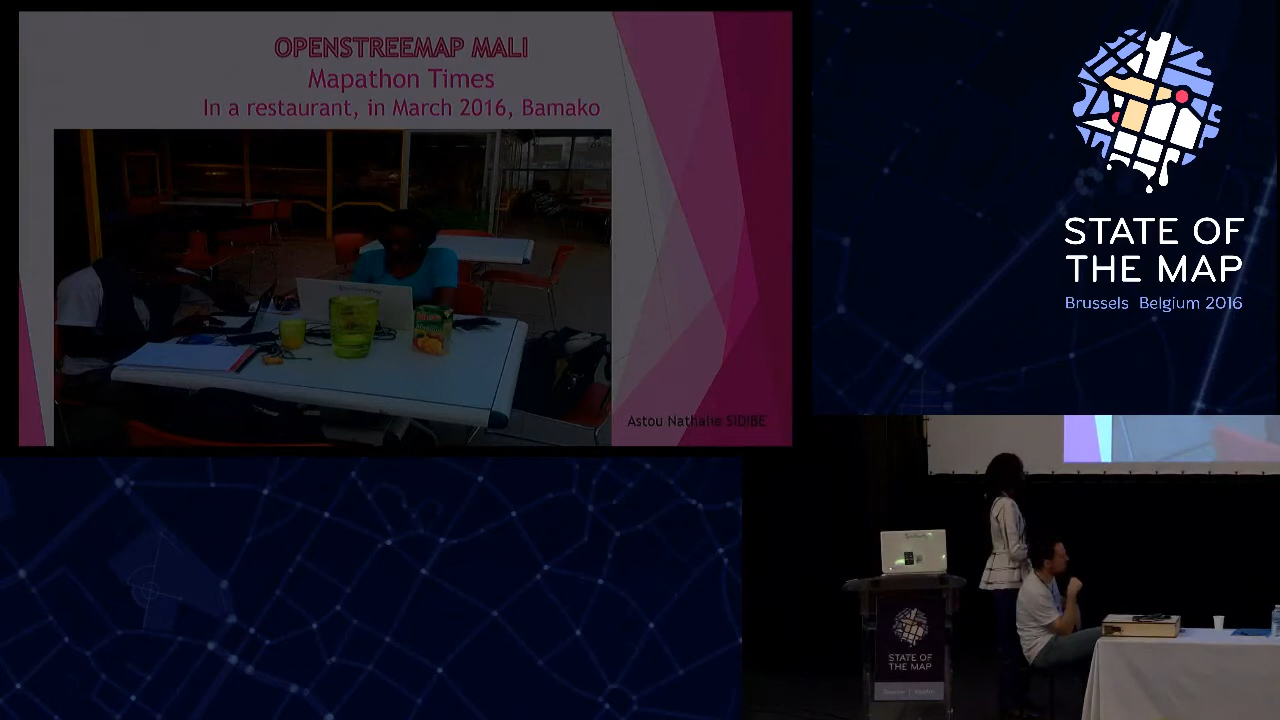 OPENSTREEMAP MALI
Mapathon Times
In a restaurant, in March 2016, Bamako
Astou Nathalie SIDIBE
STATE OF
THE MAP
Brussels Belgium 2016
STATE OF
THE MAP